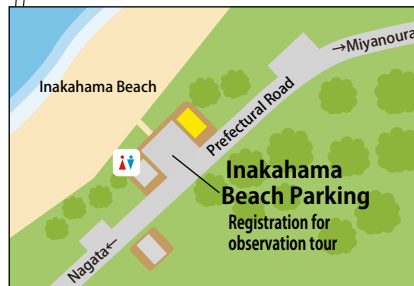 →Miyanoura
Inakahama Beach
Prefectural Road
Inakahama
Beach Parking
Registration for
observation tour
Nagata←